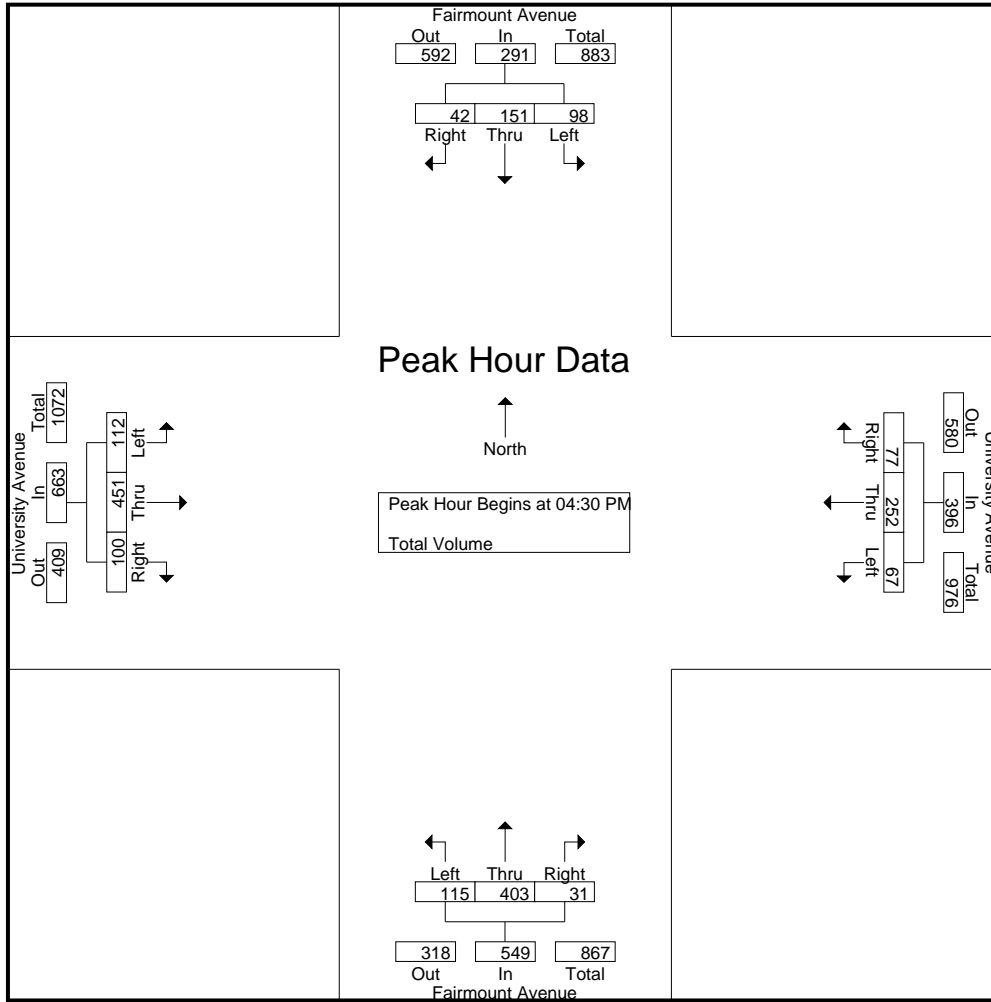 Fairmount Avenue
Out In Total
592 291 883
42 151 98
Right Thru Left
Peak Hour Data
North
Peak Hour Begins at 04:30 PM
Total Volume
University Avenue
Out In Total
409 663 1072
100 451 112
Right Thru Left
University Avenue
Out In Total
580 396 976
77 252 67
Right Thru Left
Left Thru Right
115 403 31
318 549 867
Out In Total
Fairmount Avenue